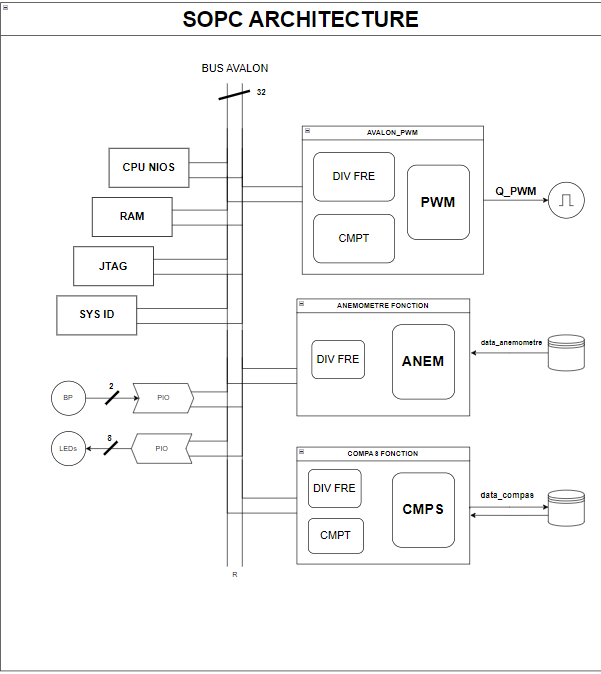 SOPC ARCHITECTURE
BUS AVALON
32
CPU NIOS
RAM
JTAG
SYS ID
BP
2
PIO
LEDs
8
PIO
R
AVALON_PWM
DIV FRE
CMPT
PWM
Q_PWM
ANEMOMETRE FONCTION
DIV FRE
ANEM
data_anemometre
COMPAS FONCTION
DIV FRE
CMPT
CMPS
data_compas